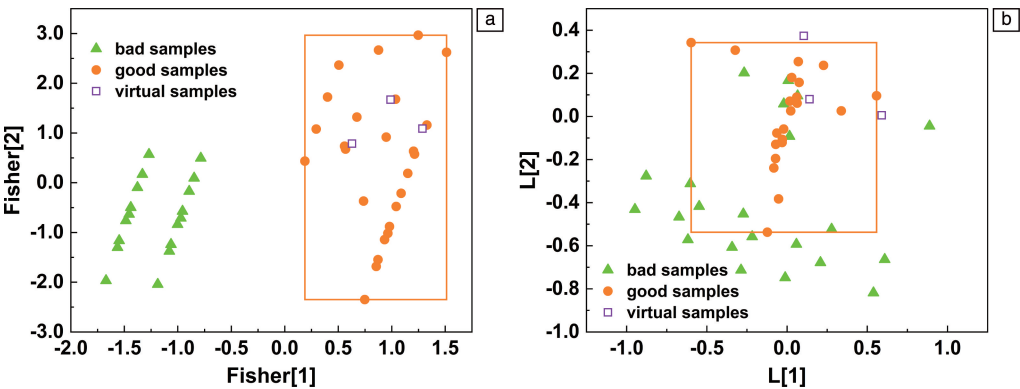 a
3.0
2.0
1.0
0.0
-1.0
-2.0
-3.0
Fisher[2]
bad samples
good samples
virtual samples
-2.0 -1.5 -1.0 -0.5 0.0 0.5 1.0 1.5
Fisher[1]
b
0.4
0.2
0.0
-0.2
-0.4
-0.6
-0.8
-1.0
L[2]
bad samples
good samples
virtual samples
-1.0 -0.5 0.0 0.5 1.0
L[1]